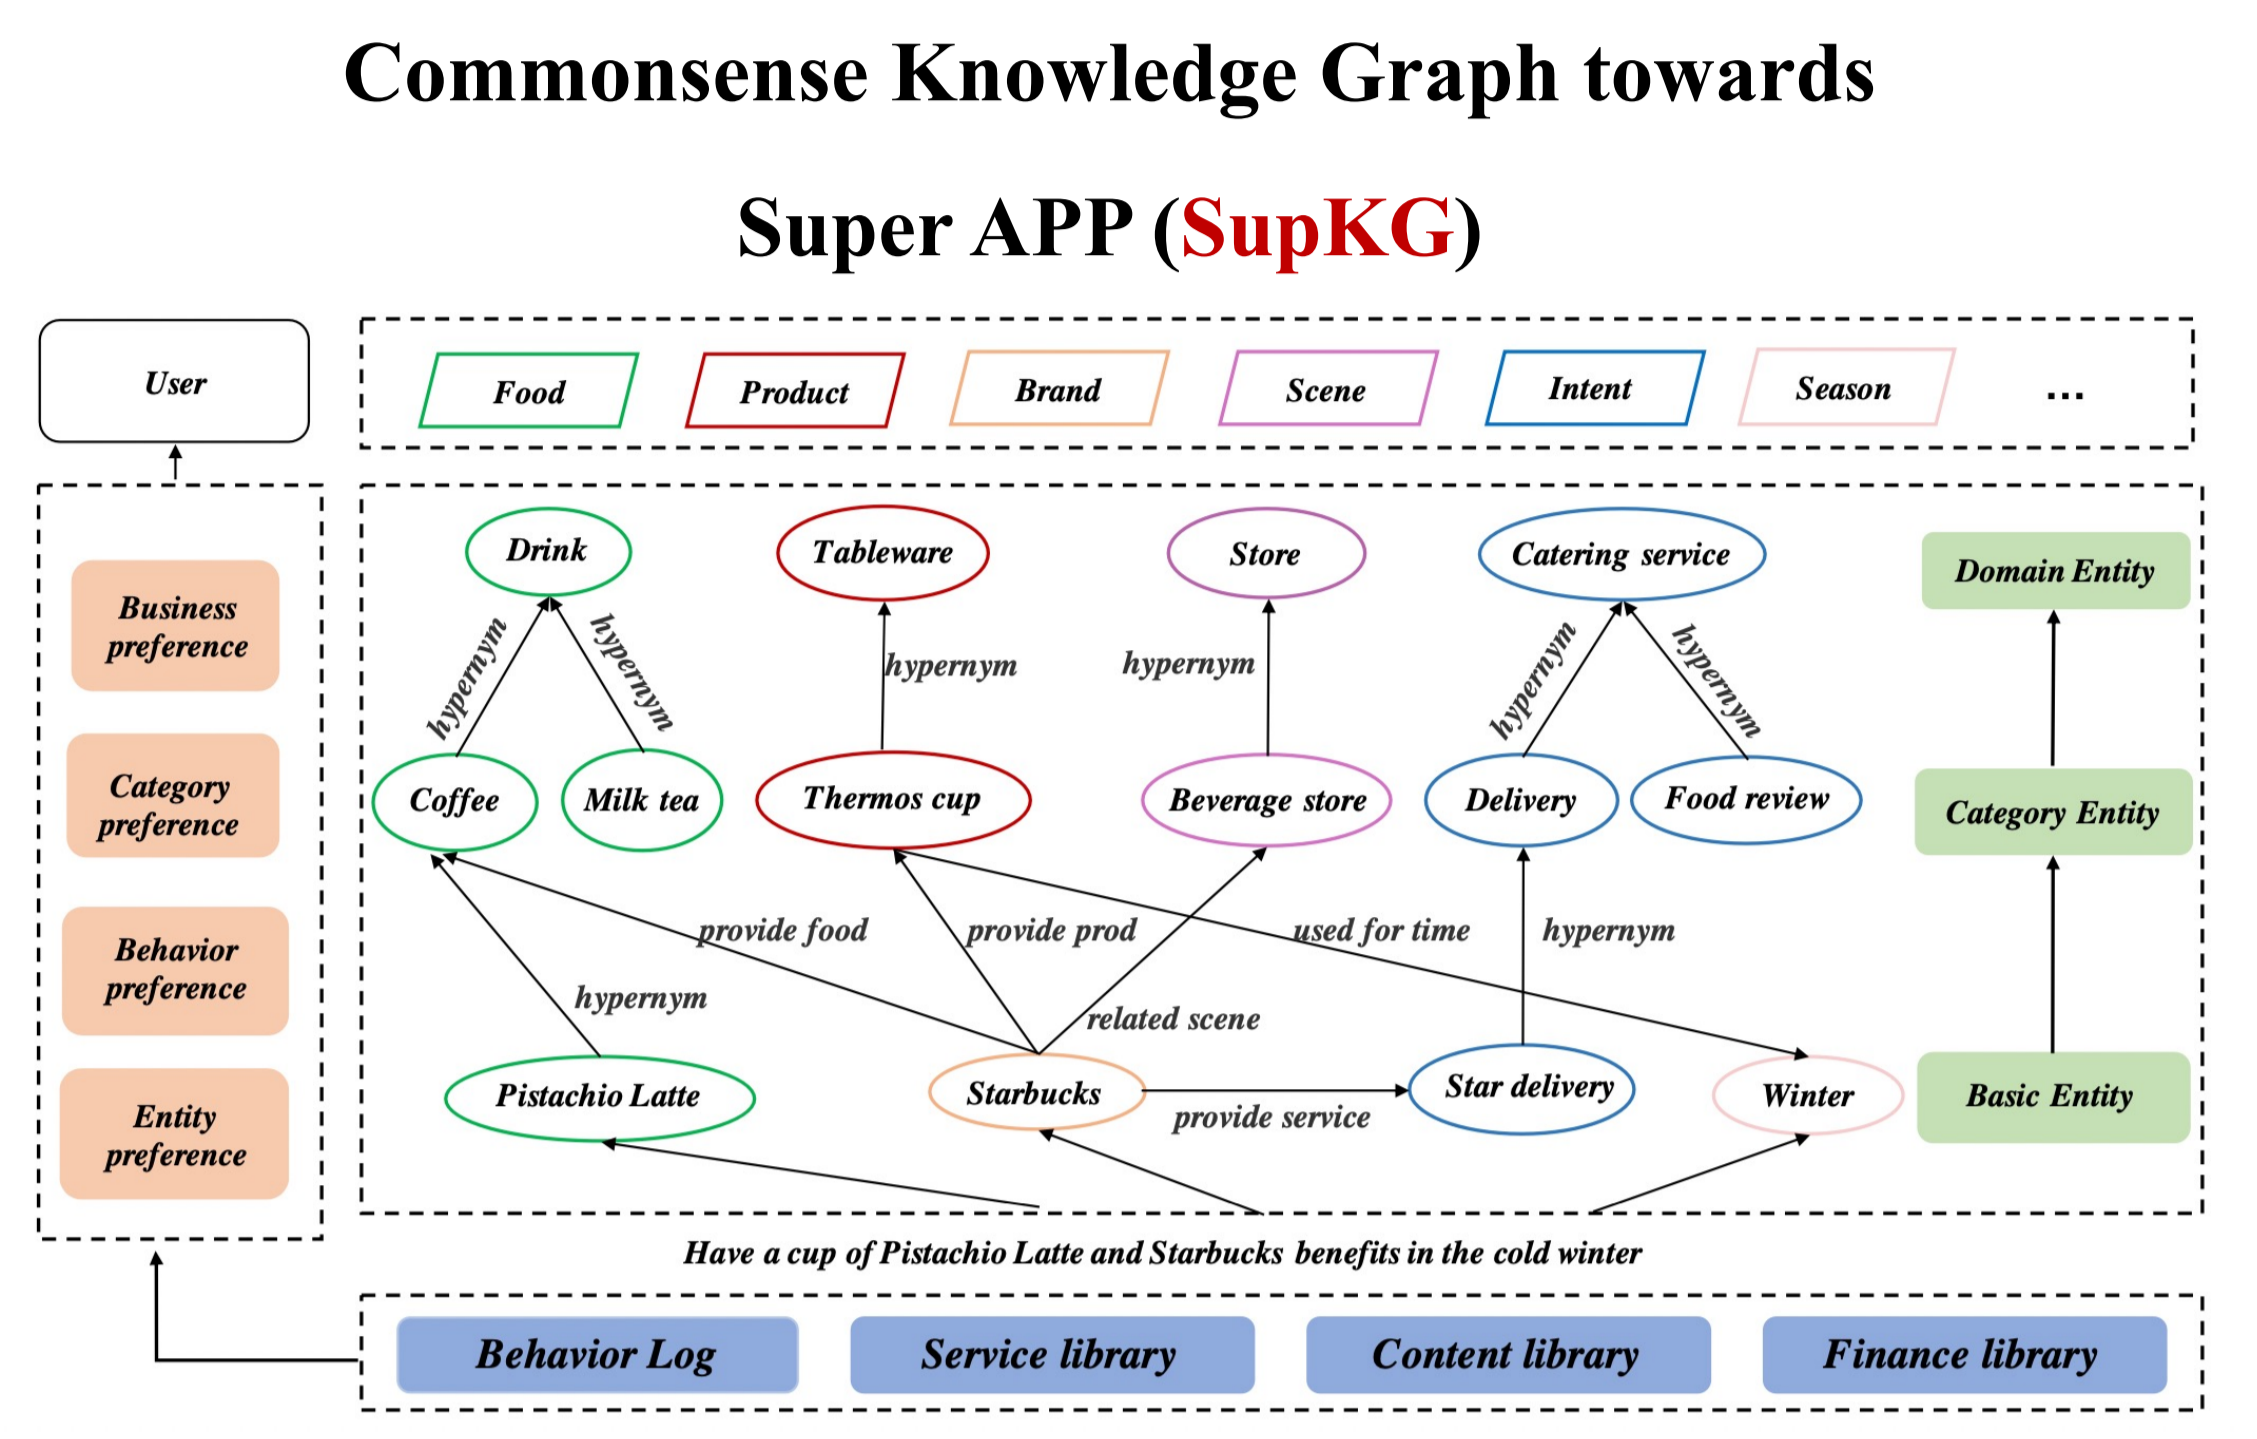 Commonsense Knowledge Graph towards
Super APP (SupKG)
User
Food
Product
Brand
Scene
Intent
Season
...
Business
preference
Category
preference
Behavior
preference
Entity
preference
Drink
Tableware
Store
Catering service
Domain Entity
hypernym
hypernym
hypernym
hypernym
hypernym
hypernym
Coffee
Milk tea
Thermos cup
Beverage store
Delivery
Food review
Category Entity
provide food
provide prod
used for time
hypernym
hypernym
related scene
Pistachio Latte
Starbucks
provide service
Star delivery
Winter
Basic Entity
Have a cup of Pistachio Latte and Starbucks benefits in the cold winter
Behavior Log
Service library
Content library
Finance library